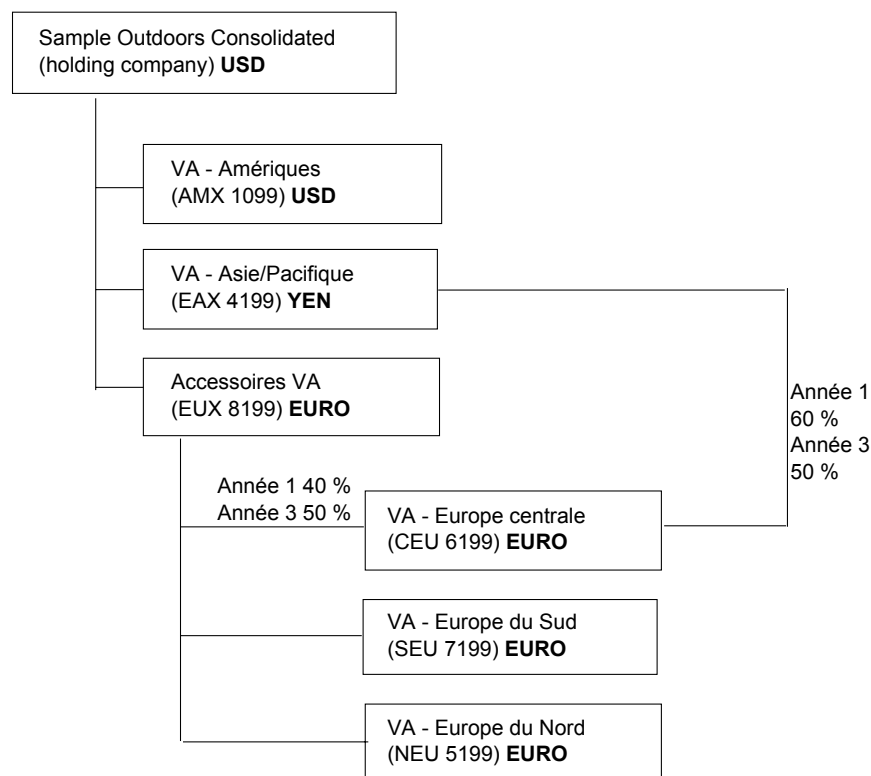 Sample Outdoors Consolidated
(holding company) USD
VA - Amériques
(AMX 1099) USD
VA - Asie/Pacifique
(EAX 4199) YEN
Accessoires VA
(EUX 8199) EURO
Année 1
60 %
Année 3
50 %
Année 1 40 %
Année 3 50 %
VA - Europe centrale
(CEU 6199) EURO
VA - Europe du Sud
(SEU 7199) EURO
VA - Europe du Nord
(NEU 5199) EURO